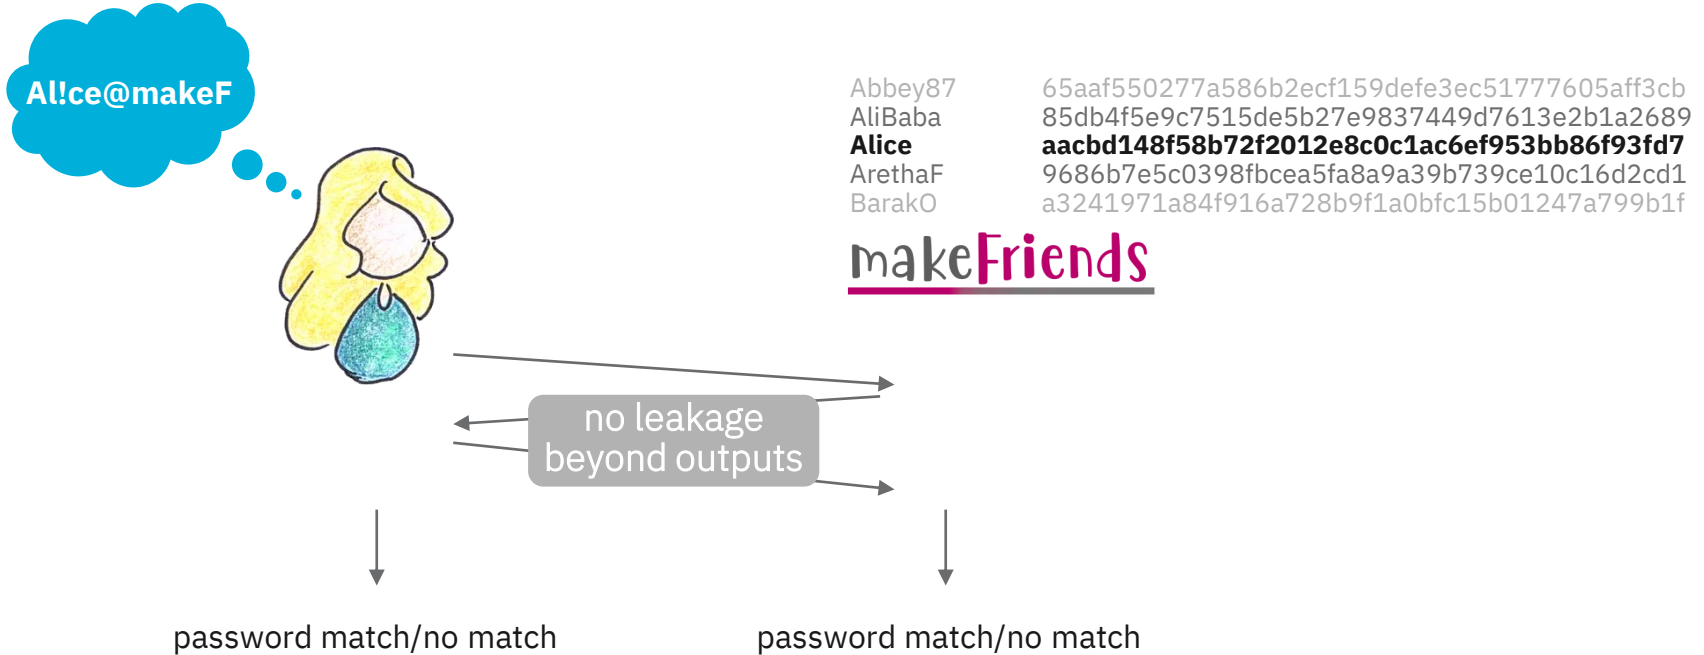 Al!ce@makeF
Abbey87 65aaf550277a586b2ecf159defe3ec51777605aff3cb
AliBaba 85db4f5e9c7515de5b27e9837449d7613e2b1a2689
Alice aacbd148f58b72f2012e8c0c1ac6ef953bb86f93fd7
ArethaF 9686b7e5c0398fbcea5fa8a9a39b739ce10c16d2cd1
BarakO a3241971a84f916a728b9f1a0bfc15b01247a799b1f
makeFriends
no leakage
beyond outputs
password match/no match password match/no match